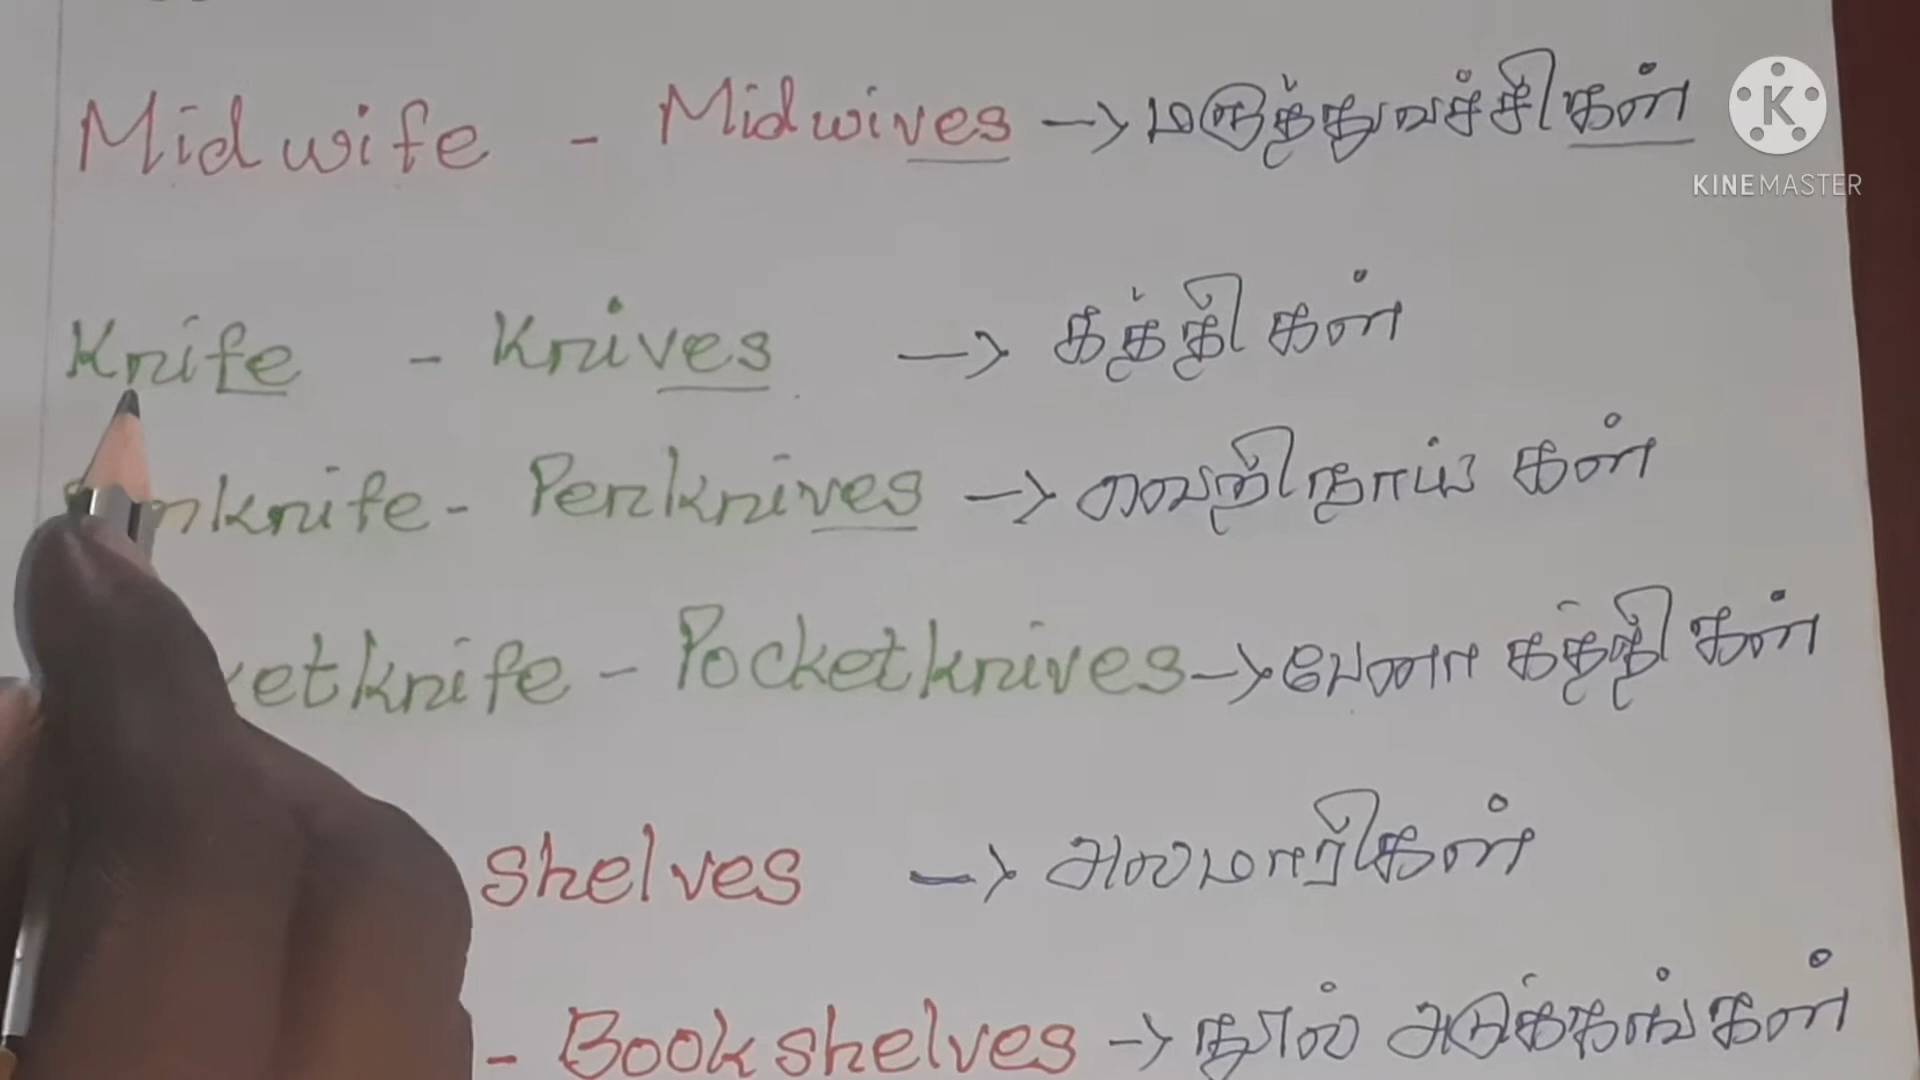 Midwife - Midwives → மருத்துவச்சிகள்
KINEMASTER
Knife - Knives → கத்திகள்
nknife - Penknives → வெறிநாய் கள்
etknife - Pocketknives → பேனா கத்தி கள்
Shelves → அலமாரிகள்
- Bookshelves → நூல் அடுக்கங்கள்